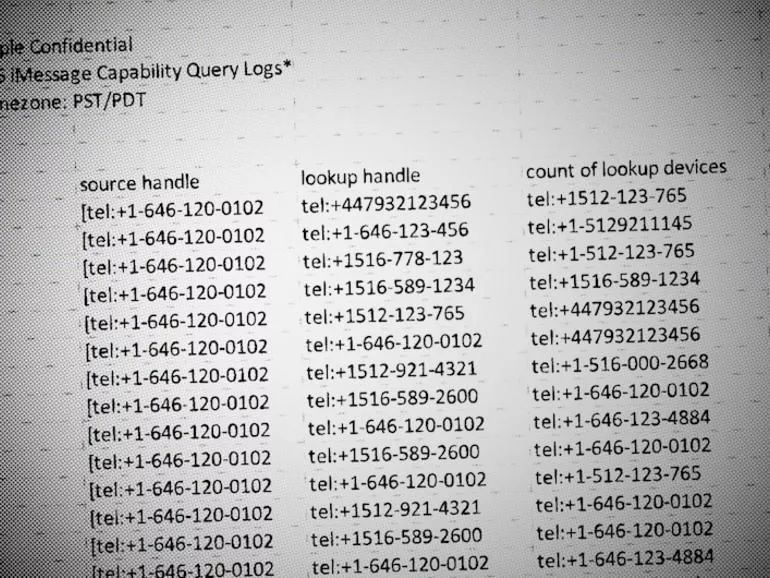 ple Confidential
S iMessage Capability Query Logs*
mezone: PST/PDT
source handle lookup handle count of lookup devices
[tel:+1-646-120-0102 tel:+447932123456 tel:+1512-123-765
[tel:+1-646-120-0102 tel:+1-646-123-456 tel:+1-5129211145
[tel:+1-646-120-0102 tel:+1516-778-123 tel:+1-512-123-765
[tel:+1-646-120-0102 tel:+1516-589-1234 tel:+1516-589-1234
[tel:+1-646-120-0102 tel:+1512-123-765 tel:+447932123456
[tel:+1-646-120-0102 tel:+1-646-120-0102 tel:+447932123456
[tel:+1-646-120-0102 tel:+1512-921-4321 tel:+1-516-000-2668
[tel:+1-646-120-0102 tel:+1516-589-2600 tel:+1-646-120-0102
[tel:+1-646-120-0102 tel:+1-646-120-0102 tel:+1-646-123-4884
[tel:+1-646-120-0102 tel:+1516-589-2600 tel:+1-646-120-0102
[tel:+1-646-120-0102 tel:+1-646-120-0102 tel:+1-512-123-765
[tel:+1-646-120-0102 tel:+1512-921-4321 tel:+1-646-120-0102
[tel:+1-646-120-0102 tel:+1516-589-2600 tel:+1-646-120-0102
[tel:+1-646-120-0102 tel:+1-646-120-0102 tel:+1-646-123-4884